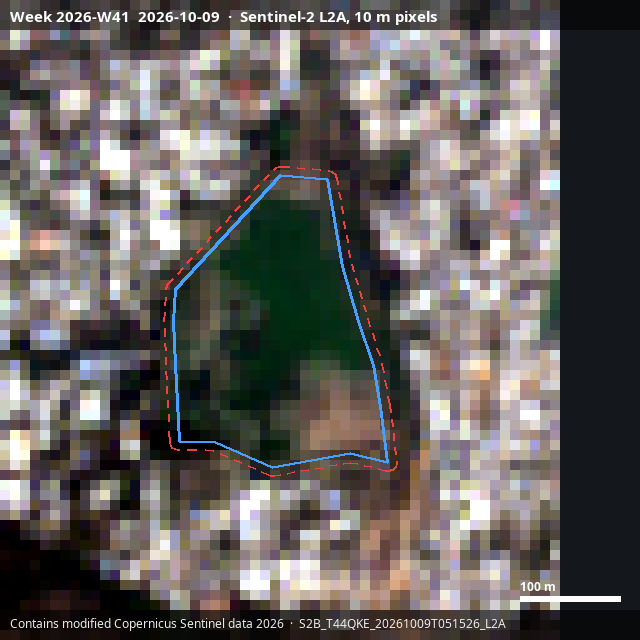 Week 2026-W41  2026-10-09  ·  Sentinel-2 L2A, 10 m pixels
100 m
Contains modified Copernicus Sentinel data 2026  ·  S2B_T44QKE_20261009T051526_L2A